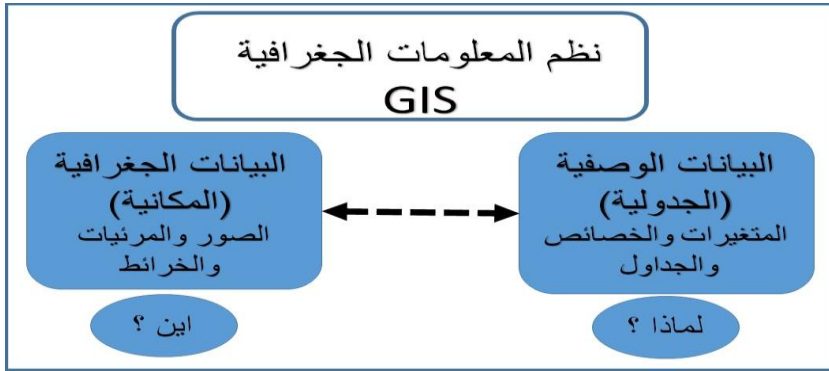 نظم المعلومات الجغرافية
GIS
البيانات الوصفية
(الجدولية)
المتغيرات والخصائص
والجداول
لماذا ؟
البيانات الجغرافية
(المكانية)
الصور والمرئيات
والخرائط
اين ؟